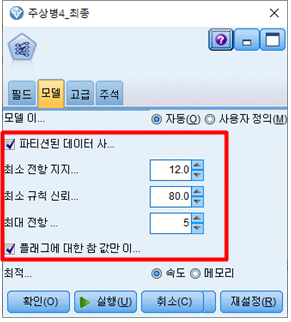 주상병4_최종
필드 모델 고급 주석
모델 이... 자동(O) 사용자 정의(M)
파티션된 데이터 사...
최소 전항 지지... 12.0
최소 규칙 신뢰... 80.0
최대 전항 ... 5
플래그에 대한 참 값만 이...
최적... 속도 메모리
확인(O) 실행(U) 취소(C) 재설정(R)